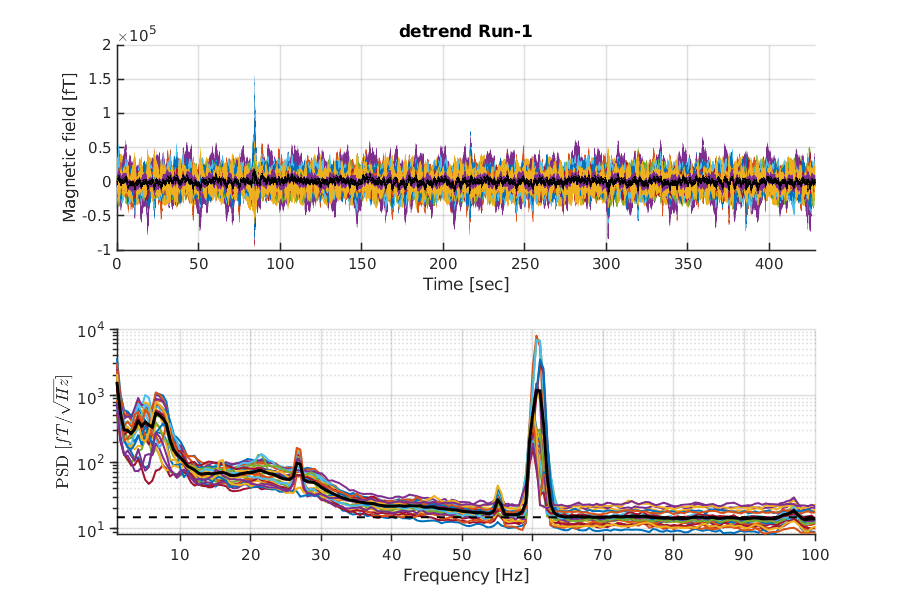 detrend Run-1
×10^5
2
1.5
1
0.5
0
-0.5
-1
Magnetic field [fT]
0 50 100 150 200 250 300 350 400
Time [sec]
10^4
10^3
10^2
10^1
PSD [fT/√Hz]
10 20 30 40 50 60 70 80 90 100
Frequency [Hz]